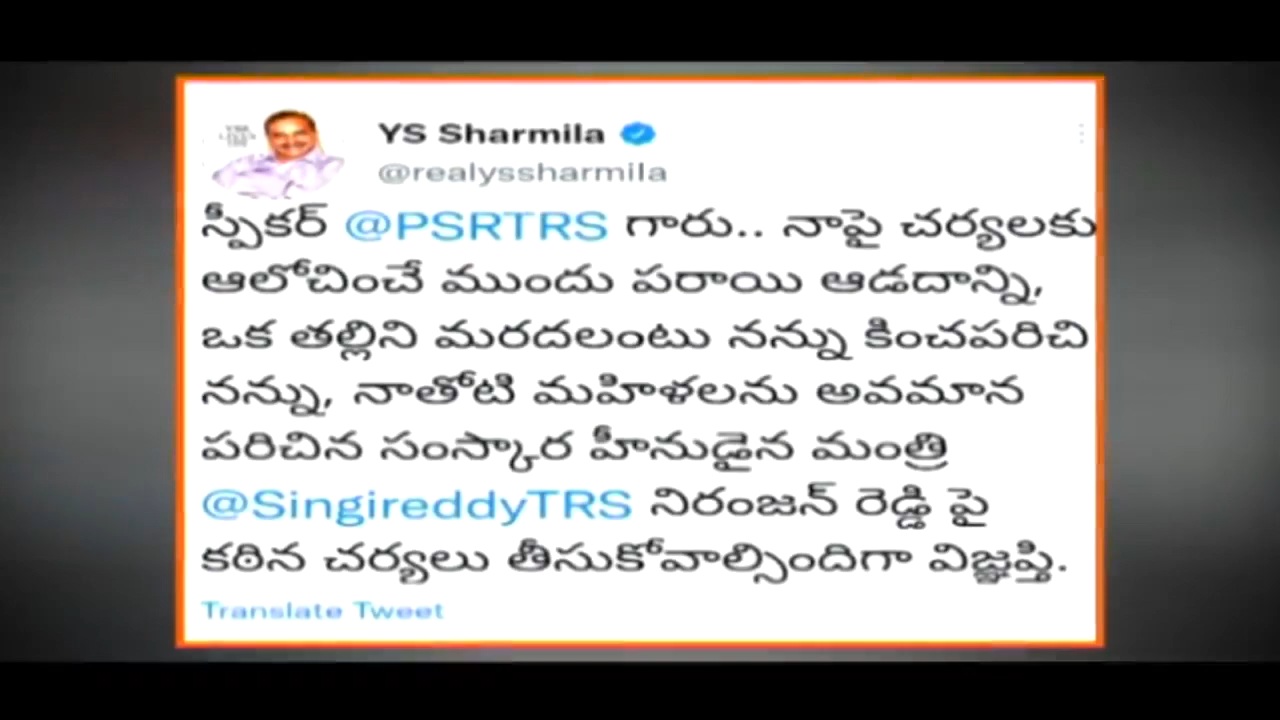 YS Sharmila
@realyssharmila
స్పీకర్ @PSRTRS గారు.. నాపై చర్యలకు
ఆలోచించే ముందు పరాయి ఆడదాన్ని,
ఒక తల్లిని మరదలంటు నన్ను కించపరిచి
నన్ను, నాతోటి మహిళలను అవమాన
పరిచిన సంస్కార హీనుడైన మంత్రి
@SingireddyTRS నిరంజన్ రెడ్డి పై
కఠిన చర్యలు తీసుకోవాల్సిందిగా విజ్ఞప్తి.
Translate Tweet